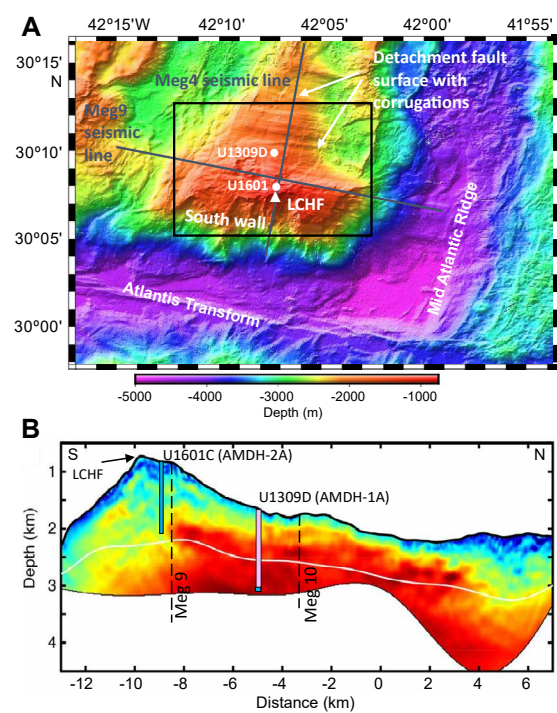 A
42°15'W 42°10' 42°05' 42°00' 41°55'
30°15'
N
30°10'
30°05'
30°00'
Meg4 seismic line
Detachment fault
surface with
corrugations
Meg9
seismic
line
U1309D
U1601
LCHF
South wall
Mid Atlantic Ridge
Atlantis Transform
-5000 -4000 -3000 -2000 -1000
Depth (m)
B
S
N
LCHF
U1601C (AMDH-2A)
U1309D (AMDH-1A)
Meg 9
Meg 10
Depth (km)
1
2
3
4
-12 -10 -8 -6 -4 -2 0 2 4 6
Distance (km)